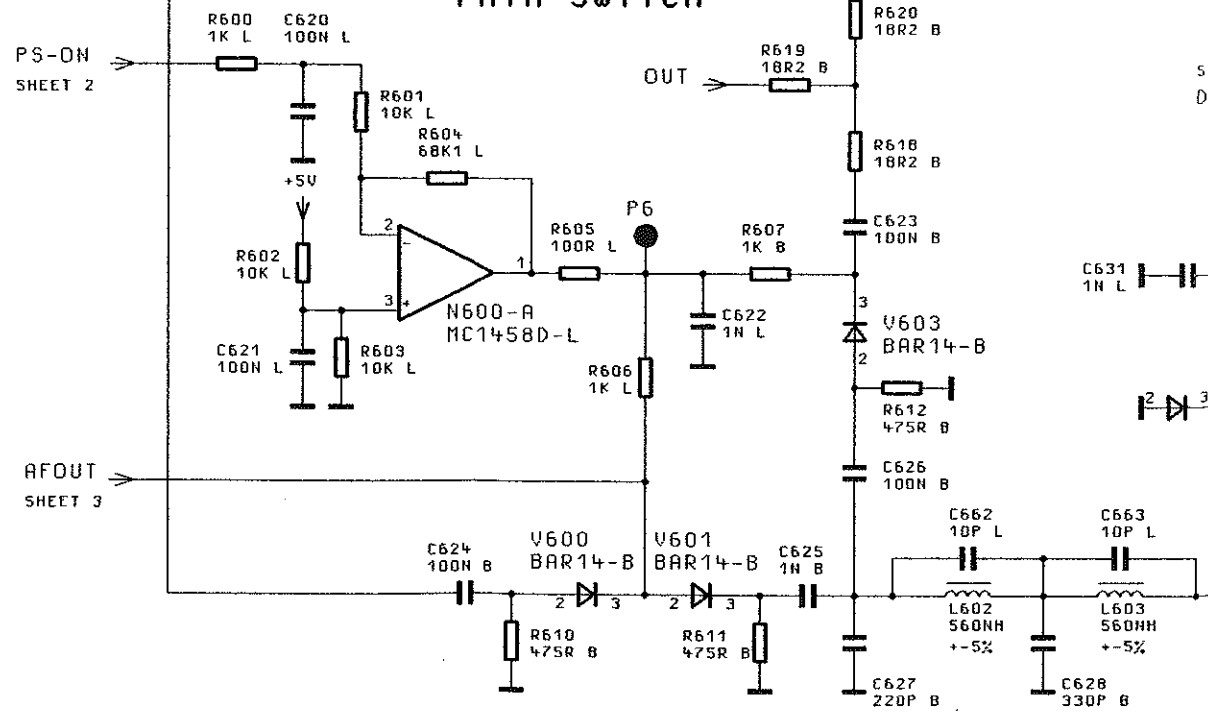 PATH SWITCH
R600
1K L
C620
100N L
R620
18R2 B
PS-ON
SHEET 2
R619
18R2 B
OUT
S
D
R601
10K L
R604
68K1 L
R618
18R2 B
+5V
P6
2
-
R602
10K L
1
R605
100R L
R607
1K B
C623
100N B
C631
1N L
3
+
N600-A
MC1458D-L
3
V603
BAR14-B
2
C622
1N L
C621
100N L
R603
10K L
R606
1K L
R612
475R B
2
3
AFOUT
SHEET 3
C626
100N B
C662
10P L
C663
10P L
C624
100N B
V600
BAR14-B
V601
BAR14-B
C625
1N B
2
3
2
3
L602
560NH
+-5%
L603
560NH
+-5%
R610
475R B
R611
475R B
C627
220P B
C628
330P B